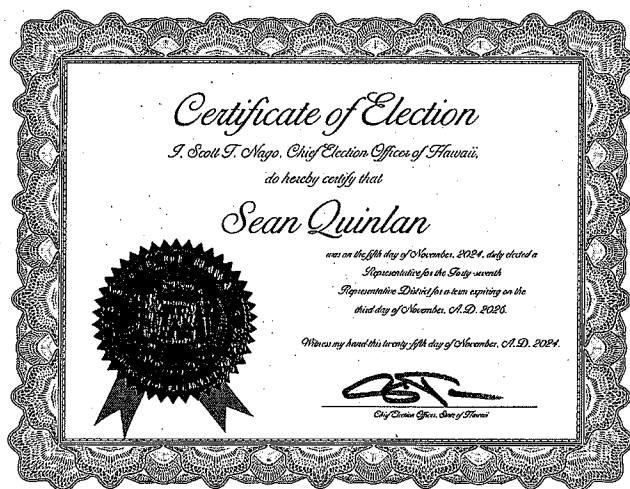 Certificate of Election
I, Scott T. Nago, Chief Election Officer of Hawaii,
do hereby certify that
Sean Quinlan
was on the fifth day of November, 2024, duly elected a
Representative for the Forty-seventh
Representative District for a term expiring on the
third day of November, A.D. 2026.
Witness my hand this twenty-fifth day of November, A.D. 2024.
Chief Election Officer, State of Hawaii